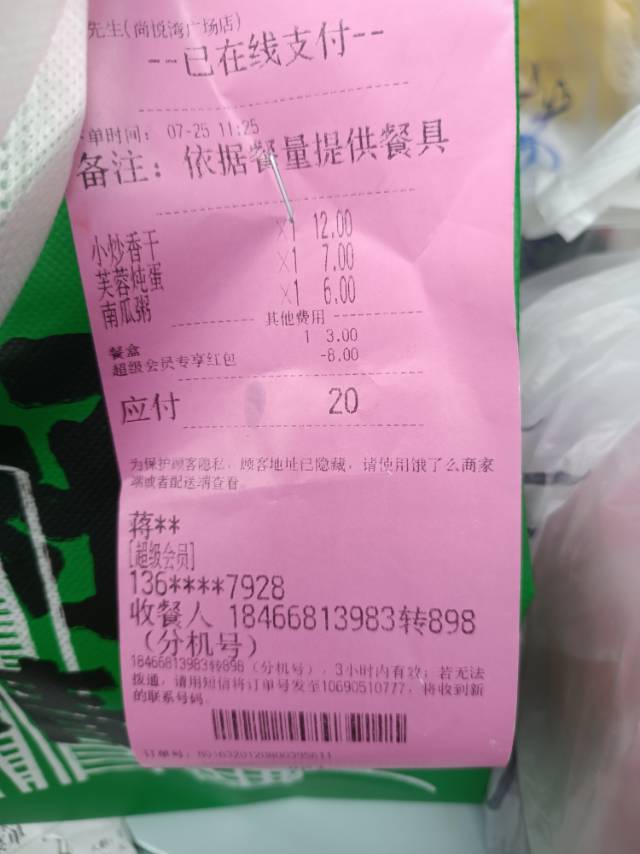 先生(尚悦湾广场店)
--已在线支付--
单时间： 07-25 11:25
备注：依据餐量提供餐具
小炒香干 X1 12.00
芙蓉炖蛋 X1 7.00
南瓜粥 X1 6.00
其他费用
餐盒 1 3.00
超级会员专享红包 -8.00
应付 20
为保护顾客隐私，顾客地址已隐藏，请使用饿了么商家
端或者配送端查看
蒋**
[超级会员]
136****7928
收餐人 18466813983转898
（分机号）
18466813983转898（分机号），3小时内有效；若无法
拨通，请用短信将订单号发至10690510777，将收到新
的联系号码
订单号：